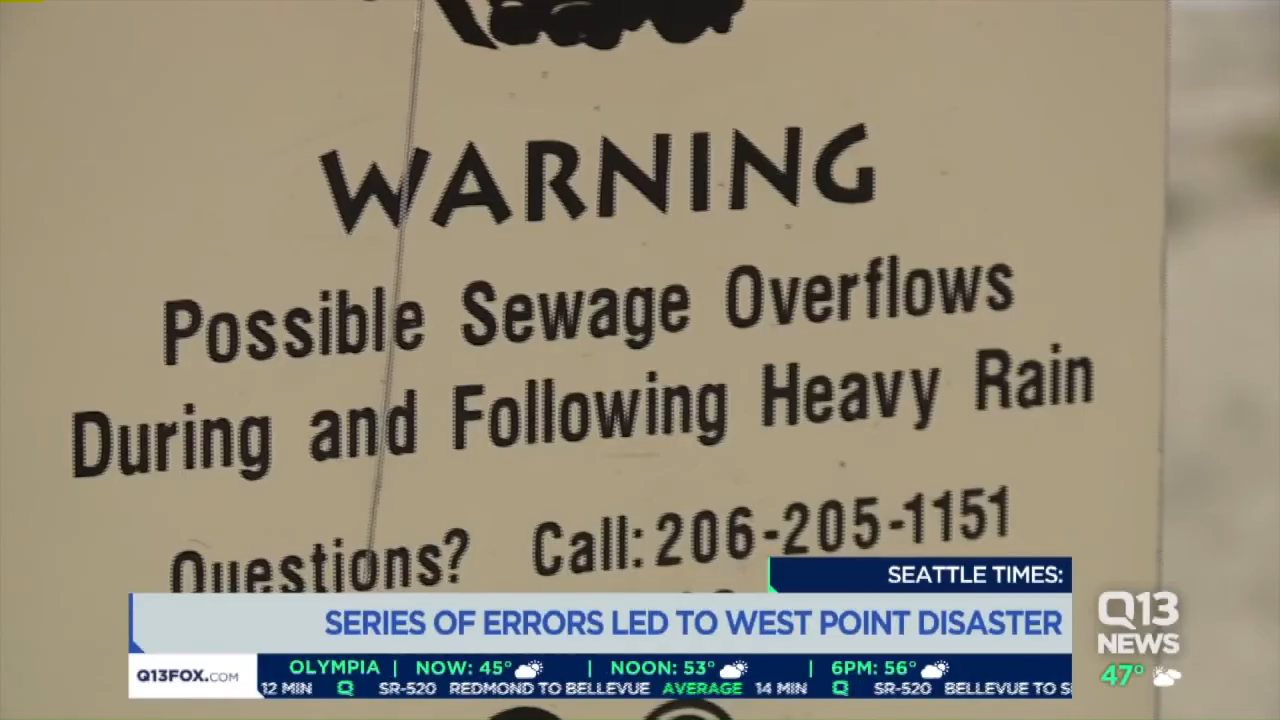 WARNING
Possible Sewage Overflows
During and Following Heavy Rain
Questions? Call: 206-205-1151
SEATTLE TIMES:
SERIES OF ERRORS LED TO WEST POINT DISASTER
Q13
NEWS
47°
Q13FOX.COM
OLYMPIA | NOW: 45° | NOON: 53° | 6PM: 56°
12 MIN Q SR-520 REDMOND TO BELLEVUE AVERAGE 14 MIN Q SR-520 BELLEVUE TO